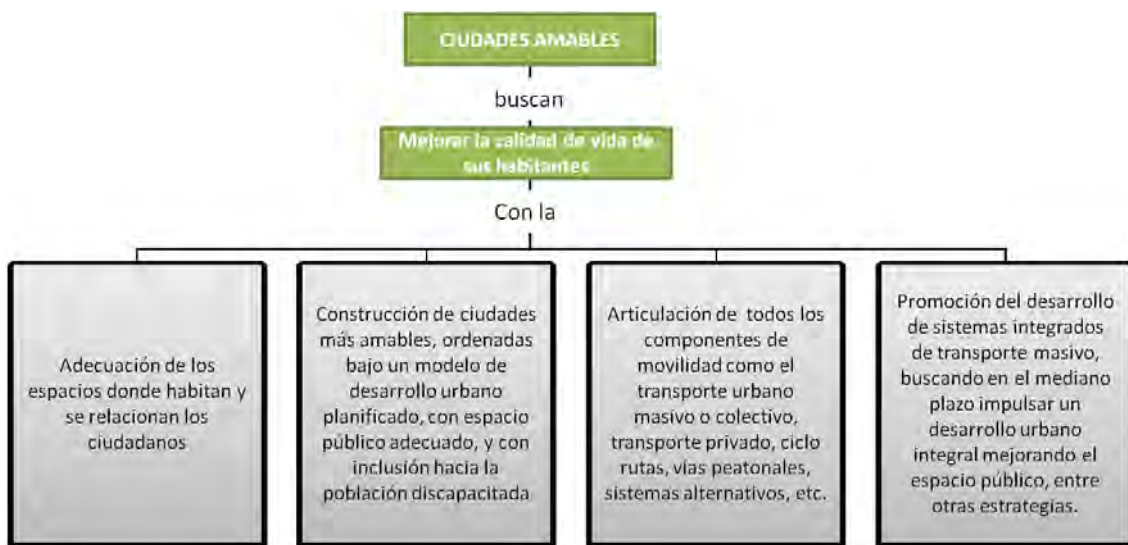 CIUDADES AMABLES
buscan
Mejorar la calidad de vida de
sus habitantes
Con la
Adecuación de los
espacios donde habitan y
se relacionan los
ciudadanos
Construcción de ciudades
más amables, ordenadas
bajo un modelo de
desarrollo urbano
planificado, con espacio
público adecuado, y con
inclusión hacia la
población discapacitada
Articulación de todos los
componentes de
movilidad como el
transporte urbano
masivo o colectivo,
transporte privado, ciclo
rutas, vías peatonales,
sistemas alternativos, etc.
Promoción del desarrollo
de sistemas integrados
de transporte masivo,
buscando en el mediano
plazo impulsar un
desarrollo urbano
integral mejorando el
espacio público, entre
otras estrategias.